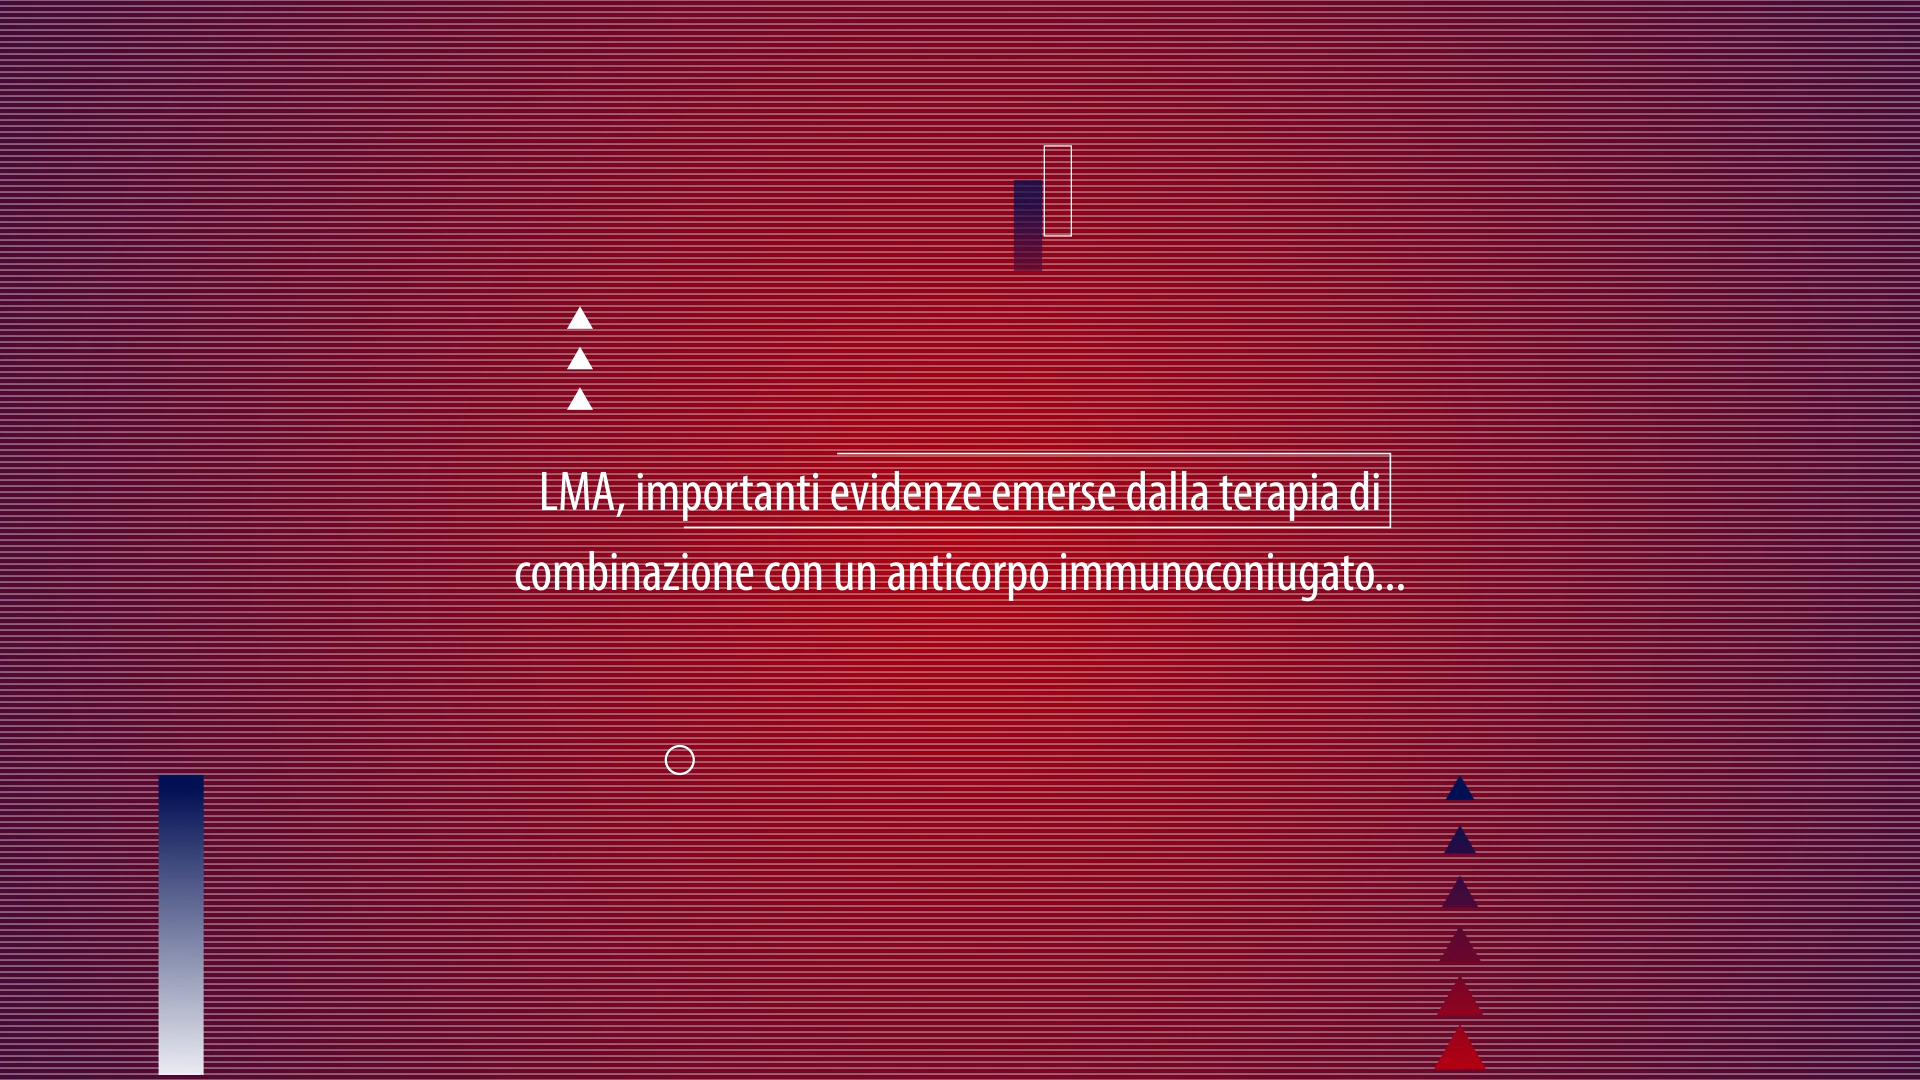 LMA, importanti evidenze emerse dalla terapia di
combinazione con un anticorpo immunoconiugato...